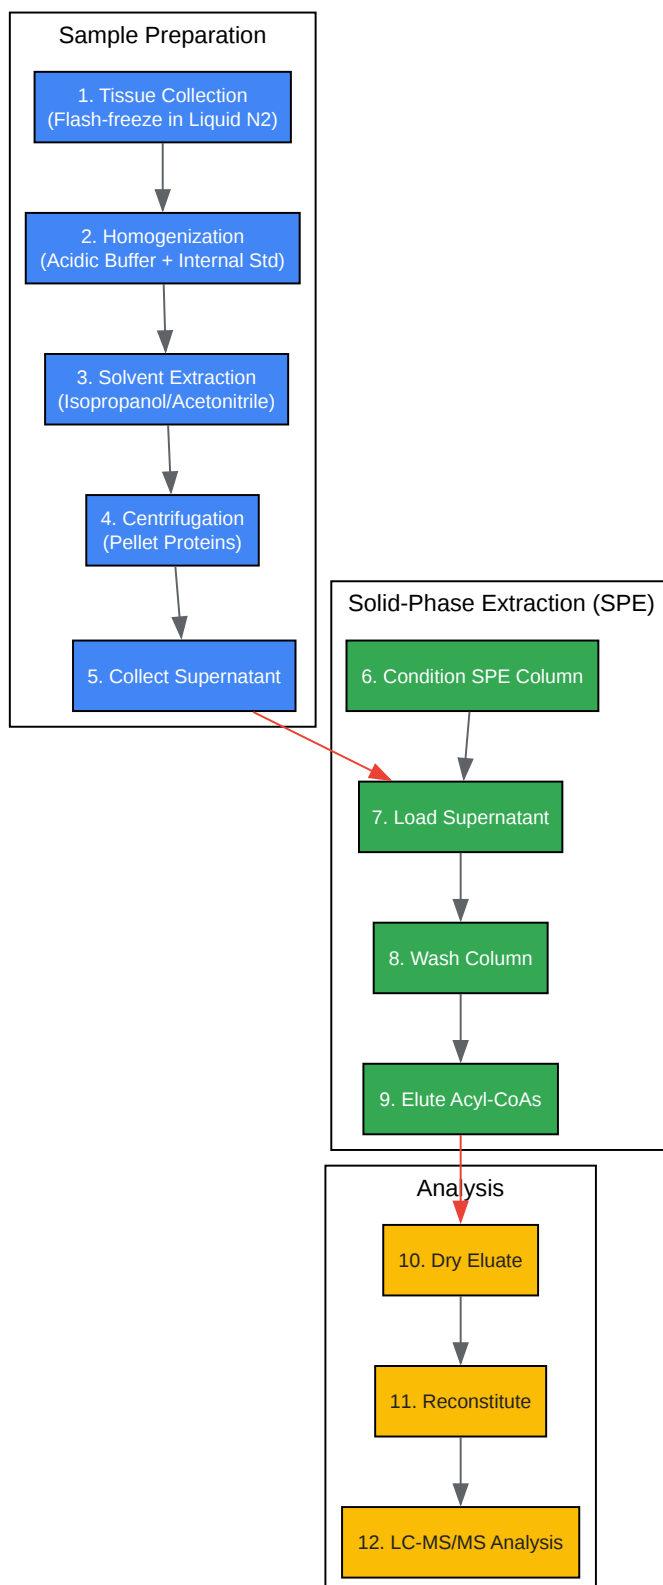 Sample Preparation
1. Tissue Collection
(Flash-freeze in Liquid N2)
2. Homogenization
(Acidic Buffer + Internal Std)
3. Solvent Extraction
(Isopropanol/Acetonitrile)
4. Centrifugation
(Pellet Proteins)
5. Collect Supernatant
Solid-Phase Extraction (SPE)
6. Condition SPE Column
7. Load Supernatant
8. Wash Column
9. Elute Acyl-CoAs
Analysis
10. Dry Eluate
11. Reconstitute
12. LC-MS/MS Analysis